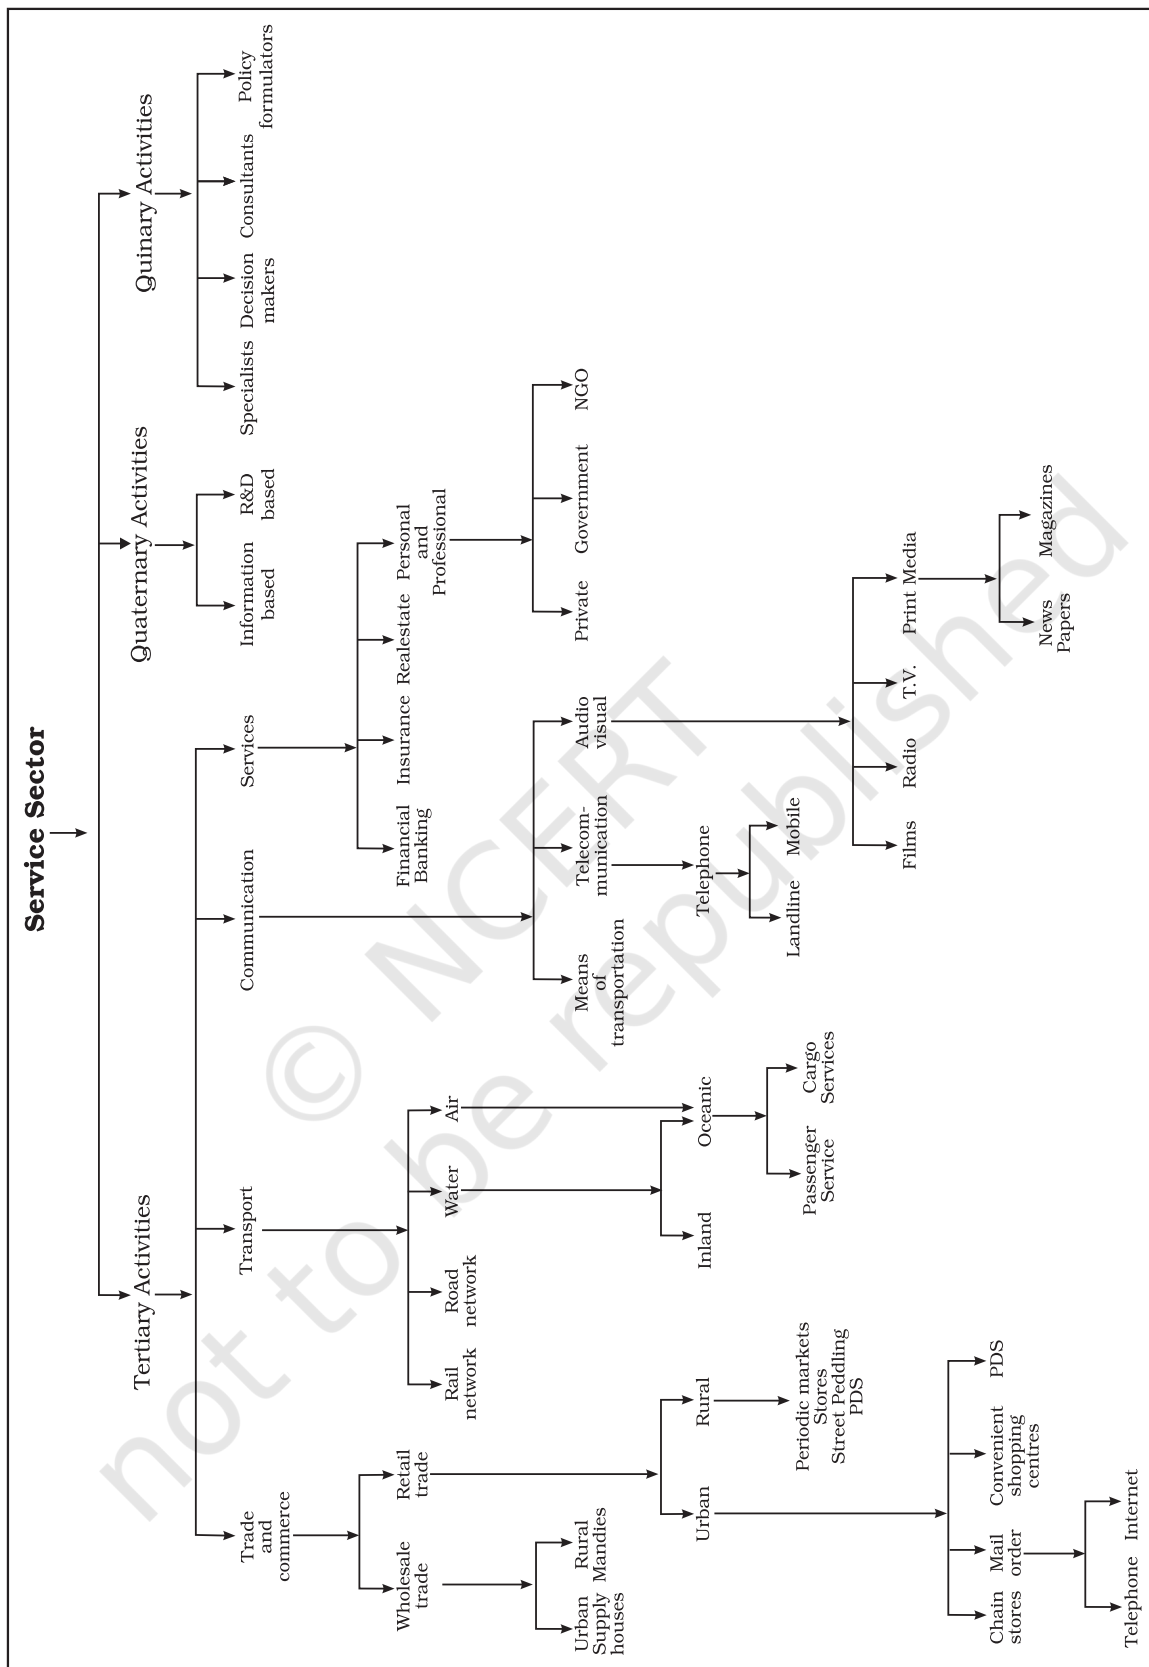 Service Sector
Tertiary Activities
Quaternary Activities
Quinary Activities
Trade
and
commerce
Transport
Communication
Services
Information
based
R&D
based
Specialists
Decision
makers
Consultants
Policy
formulators
Wholesale
trade
Retail
trade
Rail
network
Road
network
Water
Air
Financial
Banking
Insurance
Realestate
Personal
and
Professional
Urban
Supply
houses
Rural
Mandies
Means
of
transportation
Telecom-
munication
Audio
visual
Private
Government
NGO
Urban
Rural
Inland
Oceanic
Telephone
Periodic markets
Stores
Street Peddling
PDS
Passenger
Service
Cargo
Services
Landline
Mobile
Films
Radio
T.V.
Print Media
Chain
stores
Mail
order
Convenient
shopping
centres
PDS
News
Papers
Magazines
Telephone
Internet
© NCERT
not to be republished